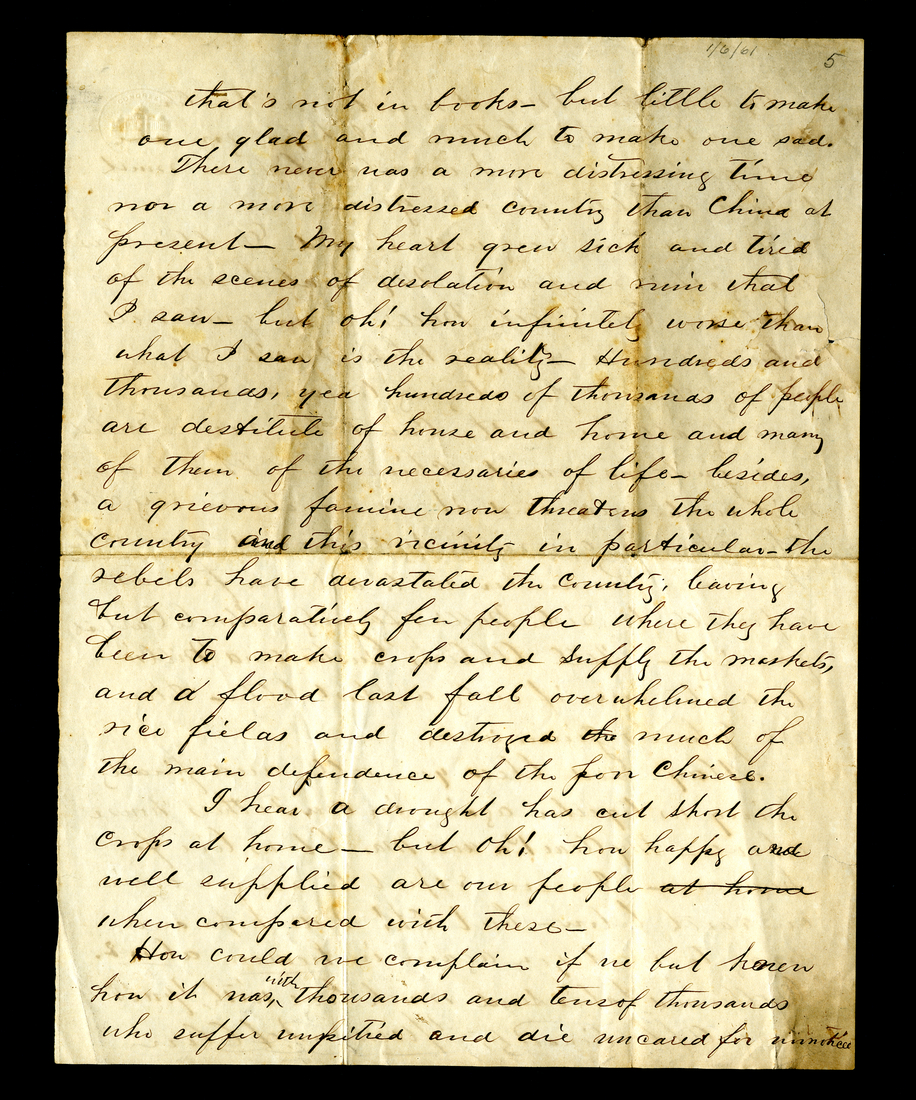 1/6/61
5
that's not in books - but little to make
one glad and much to make one sad.
There never was a more distressing time
nor a more distressed country than China at
present - My heart grew sick and tired
of the scenes of desolation and ruin that
I saw - but oh! how infinitely worse than
what I saw is the reality - Hundreds and
thousands, yea hundreds of thousands of people
are destitute of house and home and many
of them of the necessaries of life - besides,
a grievous famine now threatens the whole
country and this vicinity in particular - the
rebels have devastated the country, leaving
but comparatively few people where they have
been to make crops and supply the markets,
and a flood last fall overwhelmed the
rice fields and destroyed the much of
the main defendence of the poor Chinese.
I hear a drought has cut short the
crops at home - but Oh! how happy and
well supplied are our people at home
when compared with these -
How could we complain if we but knew
how it was, with thousands and tens of thousands
who suffer unpitied and die uncared for